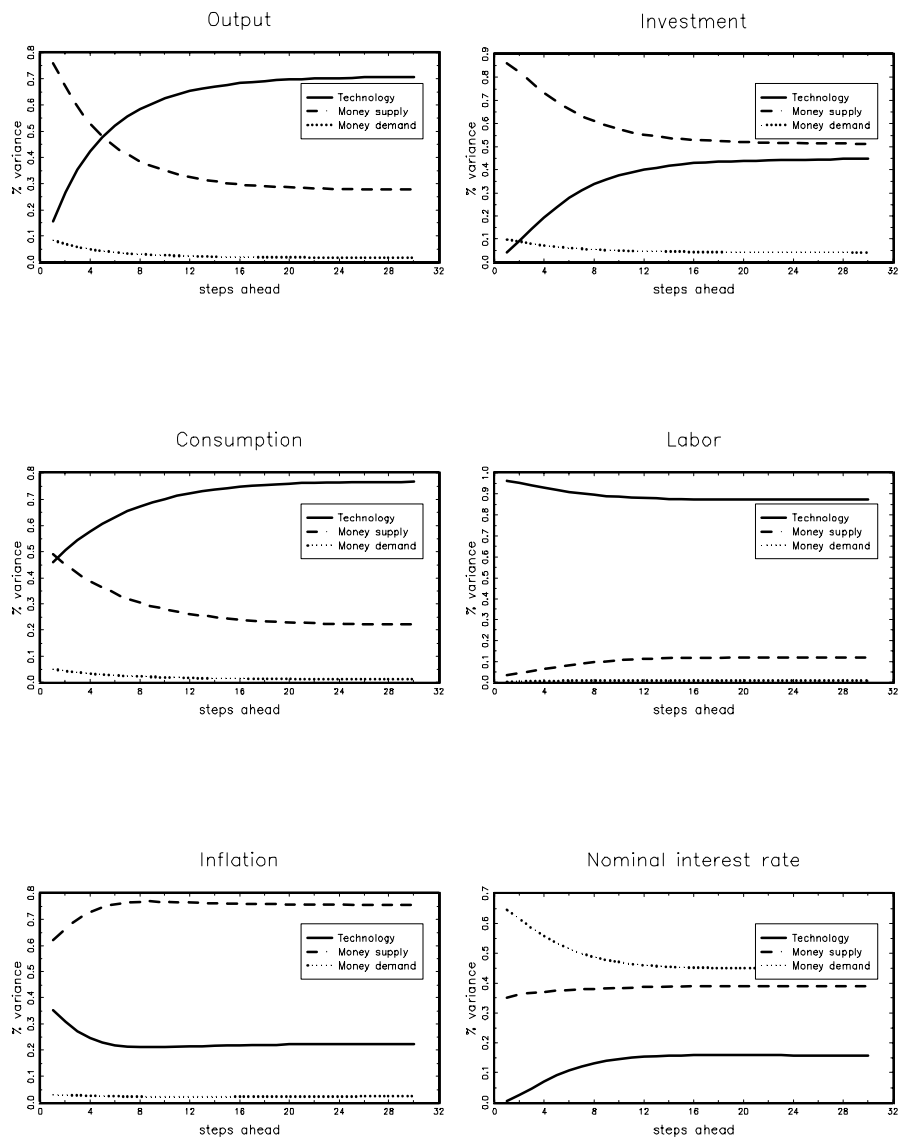 Output
% variance
0.8
0.7
0.6
0.5
0.4
0.3
0.2
0.1
0.0
Technology
Money supply
Money demand
0 4 8 12 16 20 24 28 32
steps ahead
Investment
% variance
0.9
0.8
0.7
0.6
0.5
0.4
0.3
0.2
0.1
0.0
Technology
Money supply
Money demand
0 4 8 12 16 20 24 28 32
steps ahead
Consumption
% variance
0.8
0.7
0.6
0.5
0.4
0.3
0.2
0.1
0.0
Technology
Money supply
Money demand
0 4 8 12 16 20 24 28 32
steps ahead
Labor
% variance
1.0
0.9
0.8
0.7
0.6
0.5
0.4
0.3
0.2
0.1
0.0
Technology
Money supply
Money demand
0 4 8 12 16 20 24 28 32
steps ahead
Inflation
% variance
0.8
0.7
0.6
0.5
0.4
0.3
0.2
0.1
0.0
Technology
Money supply
Money demand
0 4 8 12 16 20 24 28 32
steps ahead
Nominal interest rate
% variance
0.7
0.6
0.5
0.4
0.3
0.2
0.1
0.0
Technology
Money supply
Money demand
0 4 8 12 16 20 24 28 32
steps ahead